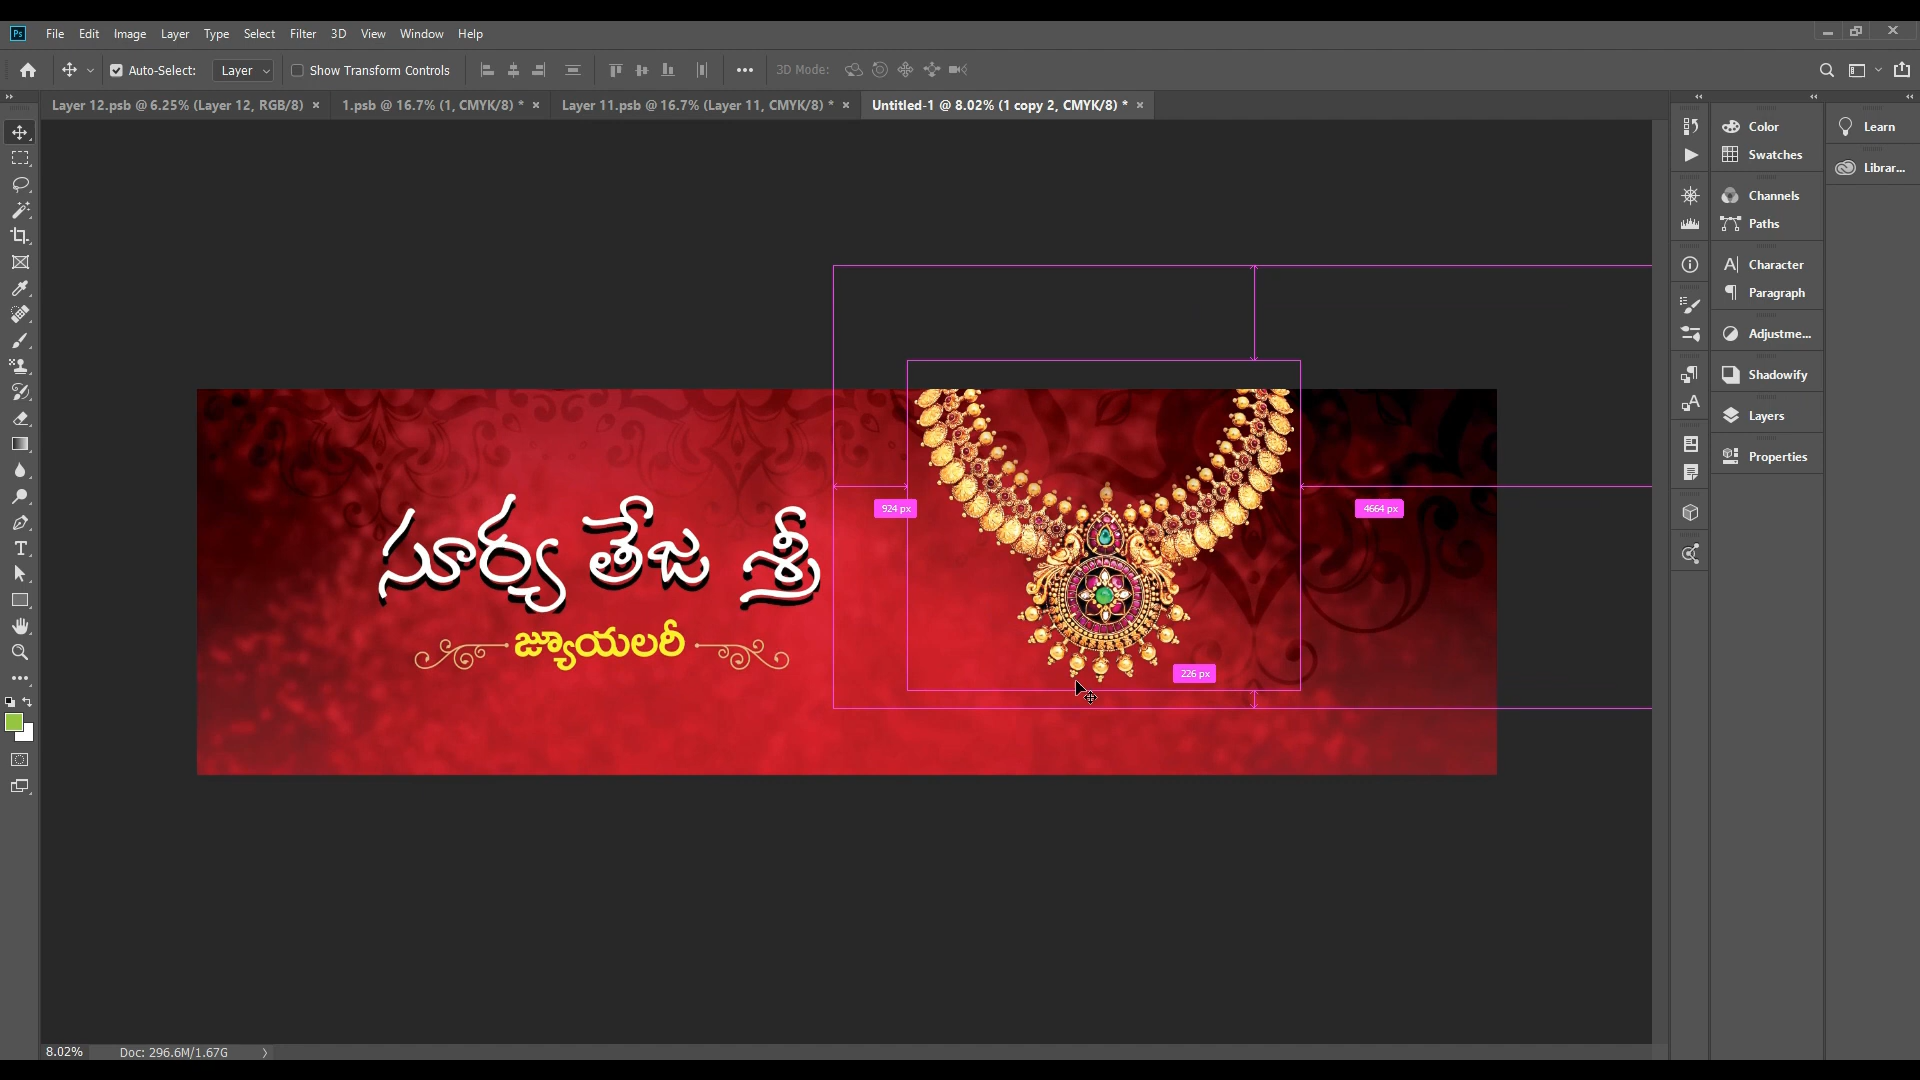 Ps File Edit Image Layer Type Select Filter 3D View Window Help
Auto-Select: Layer Show Transform Controls 3D Mode:
Layer 12.psb @ 6.25% (Layer 12, RGB/8) × 1.psb @ 16.7% (1, CMYK/8) * × Layer 11.psb @ 16.7% (Layer 11, CMYK/8) * × Untitled-1 @ 8.02% (1 copy 2, CMYK/8) * ×
Color
Swatches
Channels
Paths
Character
Paragraph
Adjustme...
Shadowify
Layers
Properties
Learn
Librar...
924 px
4664 px
సూర్య తేజ శ్రీ
జ్యూయలరీ
226 px
8.02% Doc: 296.6M/1.67G